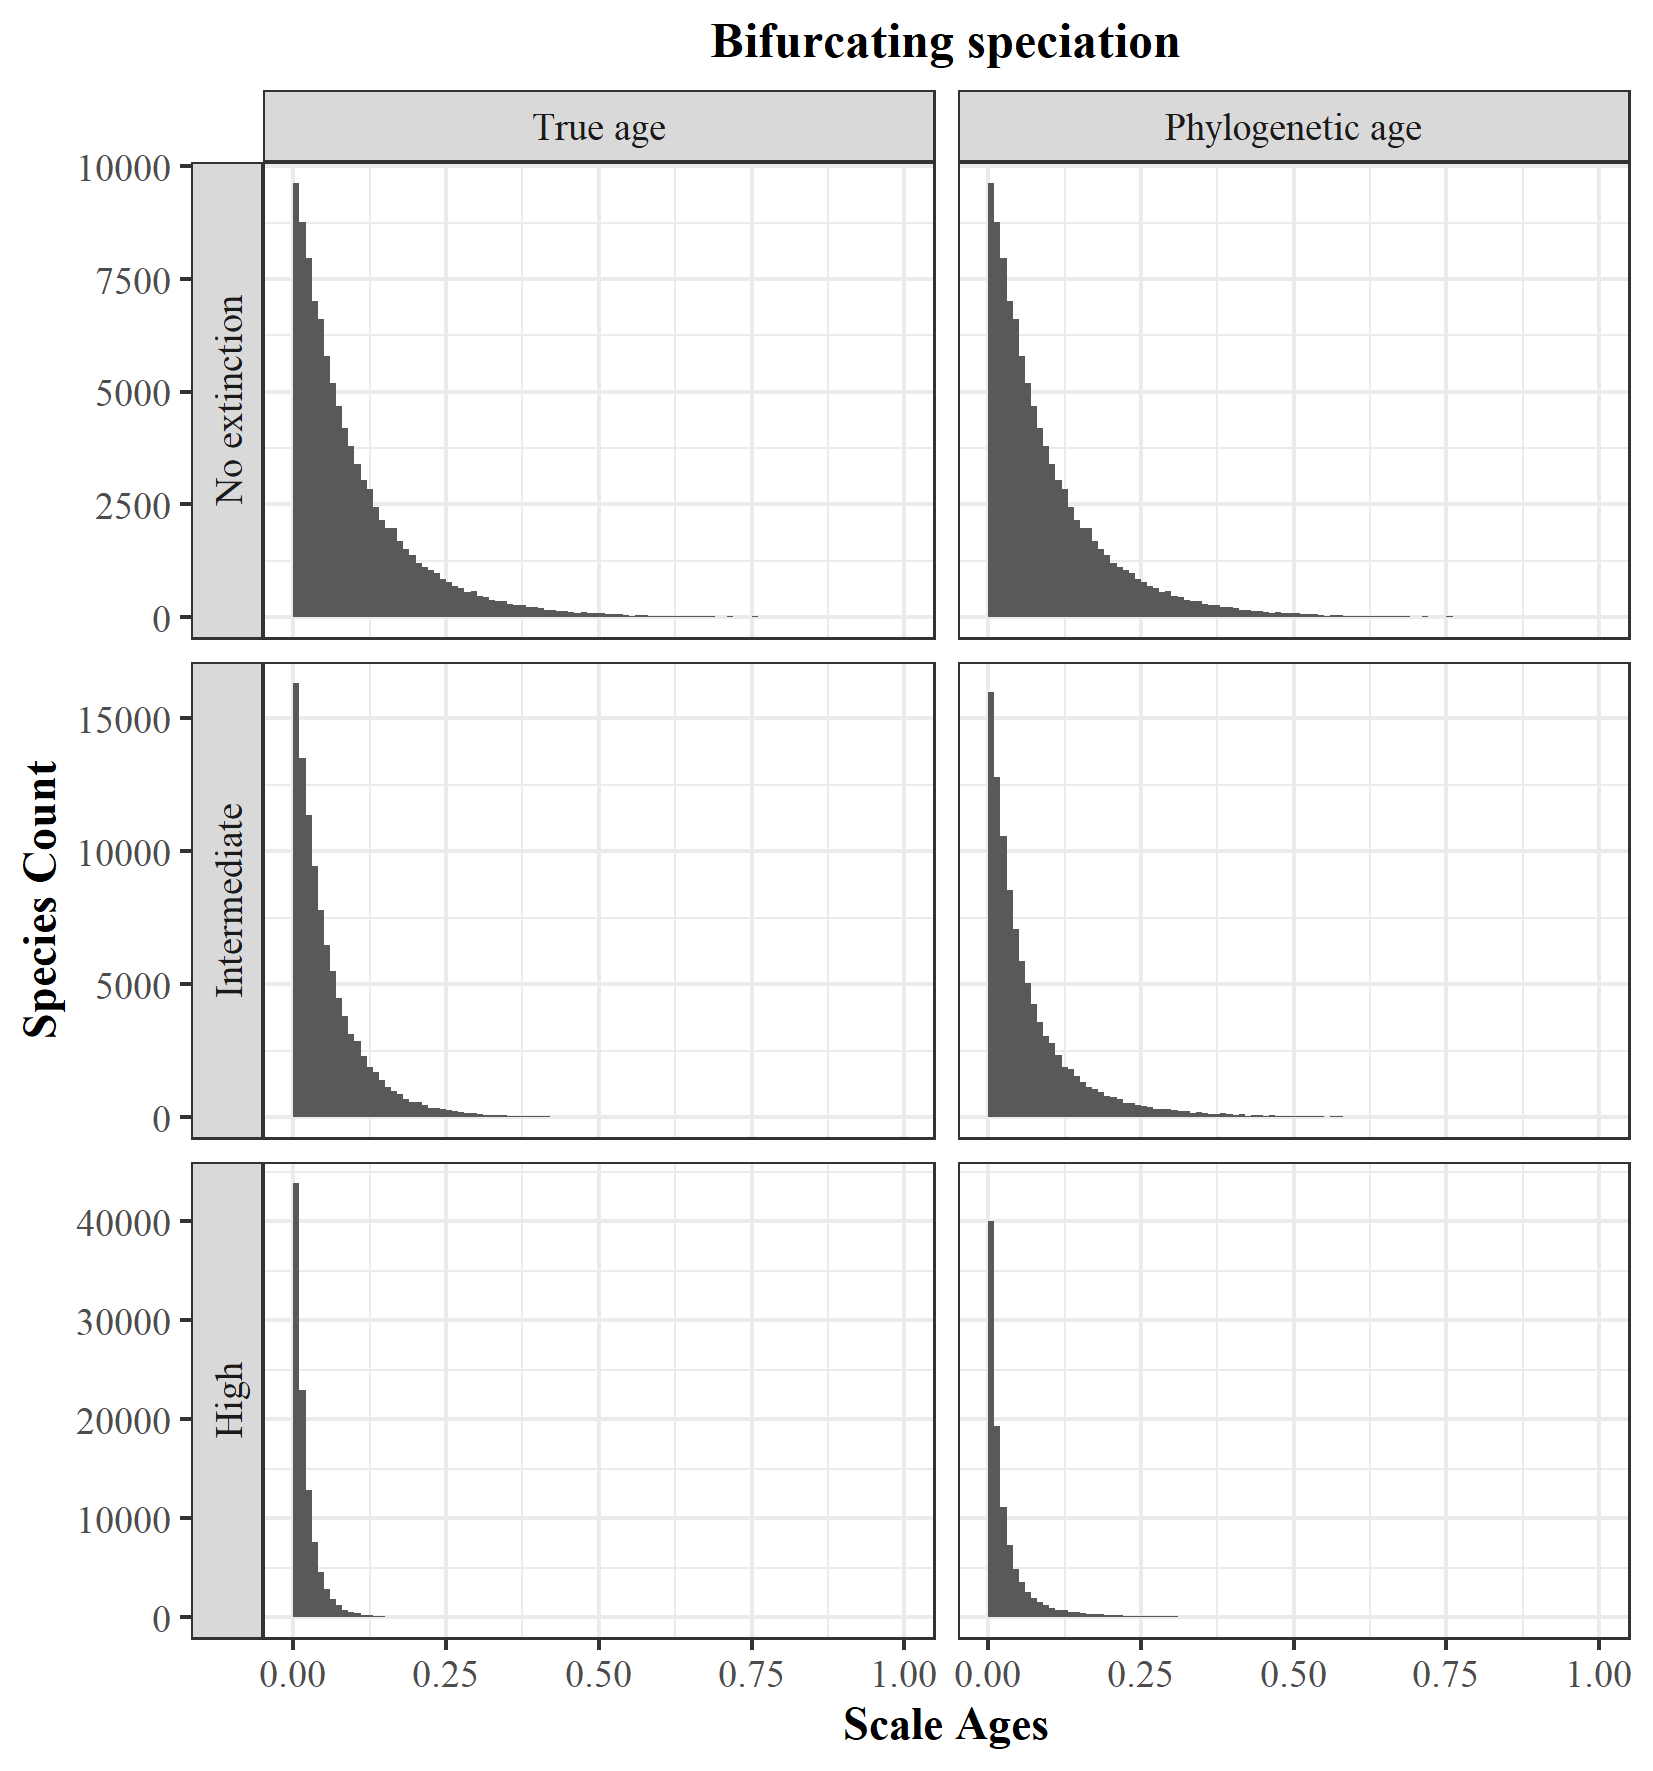 Bifurcating speciation
True age
Phylogenetic age
Species Count
No extinction
10000
7500
5000
2500
0
Intermediate
15000
10000
5000
0
High
40000
30000
20000
10000
0
0.00 0.25 0.50 0.75 1.00 0.00 0.25 0.50 0.75 1.00
Scale Ages